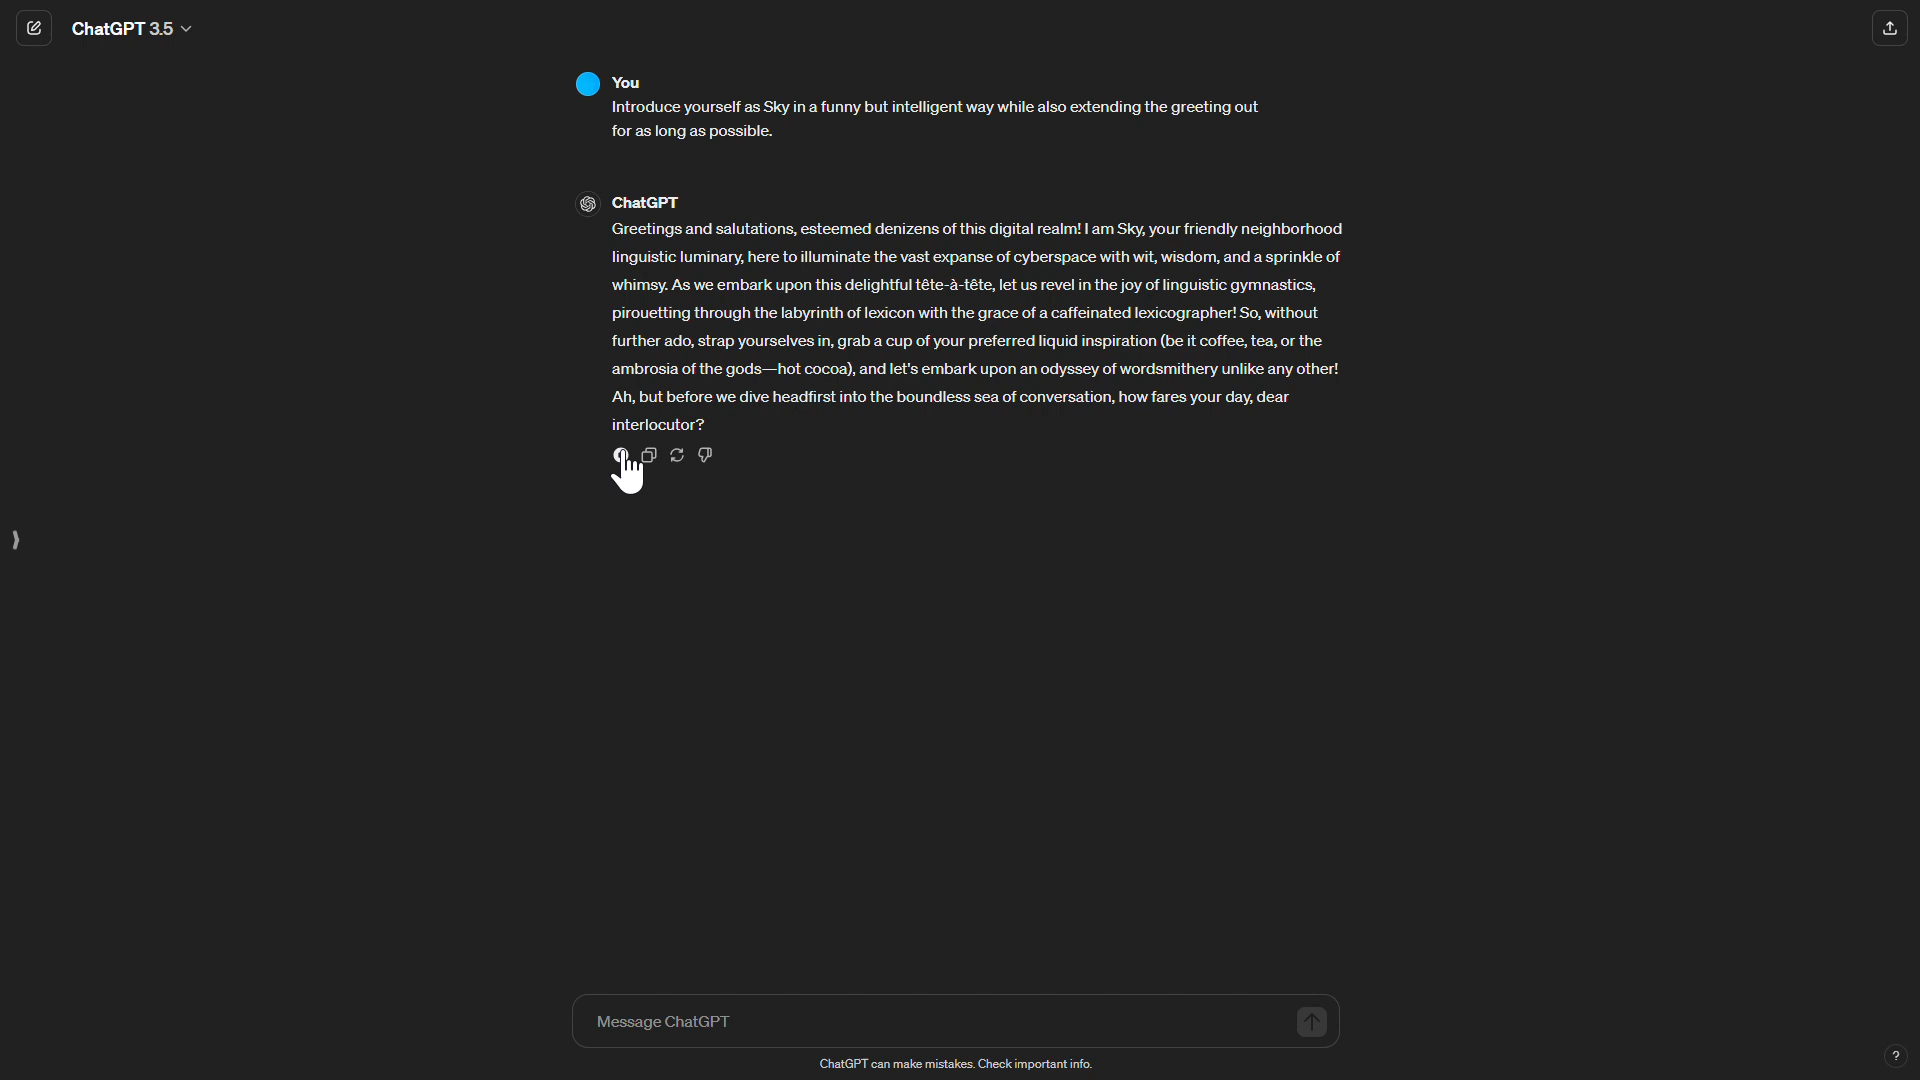 ChatGPT 3.5
You
Introduce yourself as Sky in a funny but intelligent way while also extending the greeting out
for as long as possible.
ChatGPT
Greetings and salutations, esteemed denizens of this digital realm! I am Sky, your friendly neighborhood
linguistic luminary, here to illuminate the vast expanse of cyberspace with wit, wisdom, and a sprinkle of
whimsy. As we embark upon this delightful tête-à-tête, let us revel in the joy of linguistic gymnastics,
pirouetting through the labyrinth of lexicon with the grace of a caffeinated lexicographer! So, without
further ado, strap yourselves in, grab a cup of your preferred liquid inspiration (be it coffee, tea, or the
ambrosia of the gods—hot cocoa), and let's embark upon an odyssey of wordsmithery unlike any other!
Ah, but before we dive headfirst into the boundless sea of conversation, how fares your day, dear
interlocutor?
Message ChatGPT
ChatGPT can make mistakes. Check important info.
?